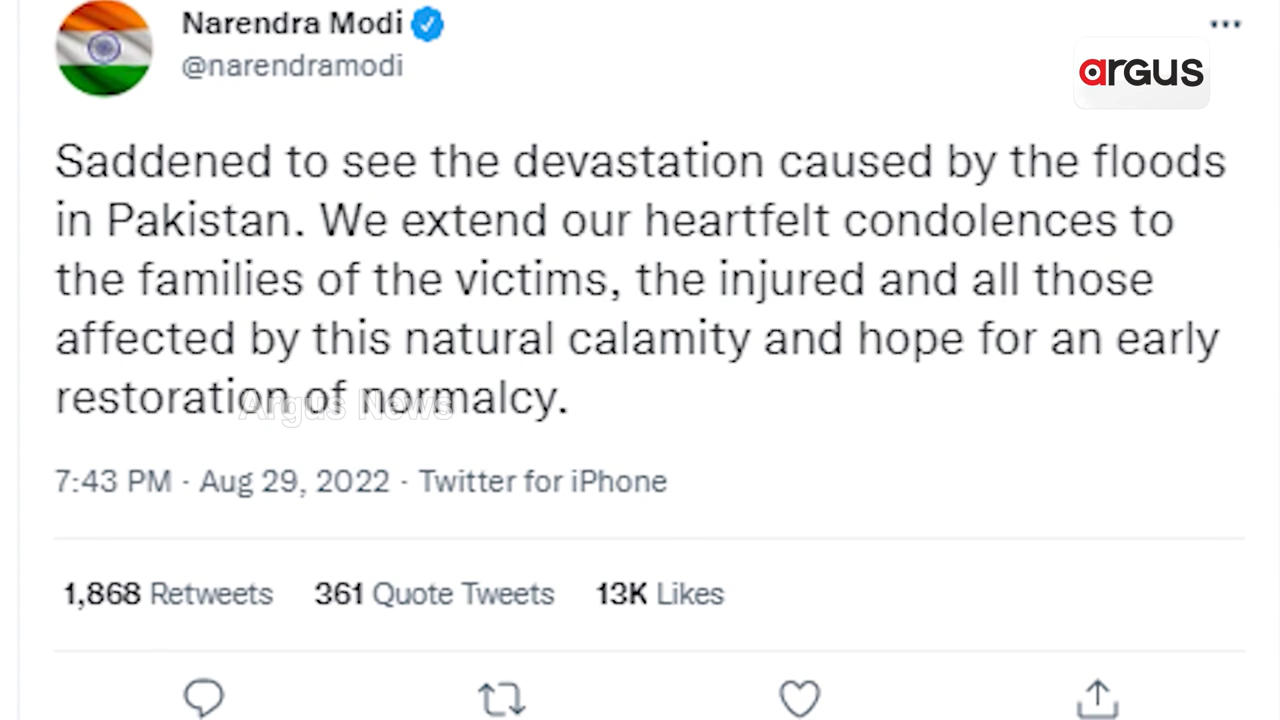 Narendra Modi
@narendramodi
argus
Saddened to see the devastation caused by the floods
in Pakistan. We extend our heartfelt condolences to
the families of the victims, the injured and all those
affected by this natural calamity and hope for an early
restoration of normalcy.
Argus News
7:43 PM · Aug 29, 2022 · Twitter for iPhone
1,868 Retweets 361 Quote Tweets 13K Likes